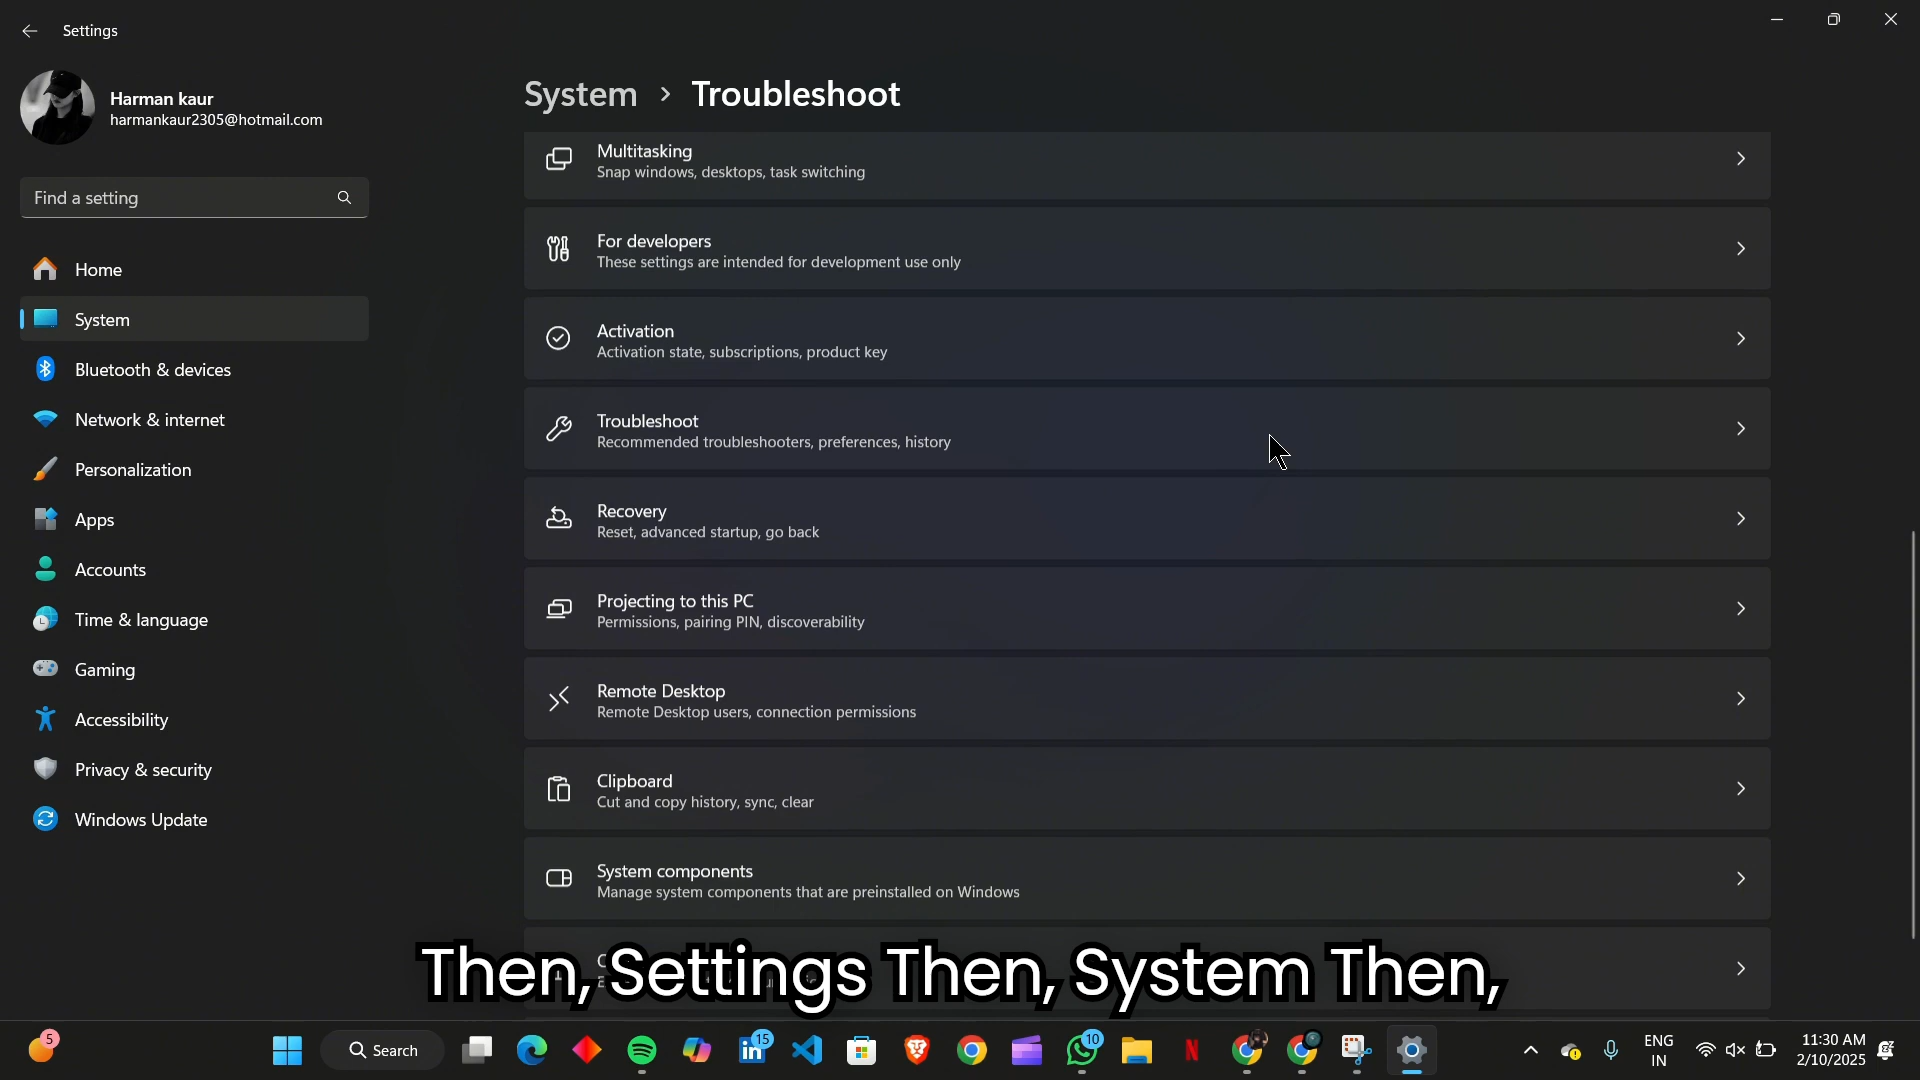 Settings
Harman kaur
harmankaur2305@hotmail.com
Find a setting
Home
System
Bluetooth & devices
Network & internet
Personalization
Apps
Accounts
Time & language
Gaming
Accessibility
Privacy & security
Windows Update
System > Troubleshoot
Multitasking
Snap windows, desktops, task switching
For developers
These settings are intended for development use only
Activation
Activation state, subscriptions, product key
Troubleshoot
Recommended troubleshooters, preferences, history
Recovery
Reset, advanced startup, go back
Projecting to this PC
Permissions, pairing PIN, discoverability
Remote Desktop
Remote Desktop users, connection permissions
Clipboard
Cut and copy history, sync, clear
System components
Manage system components that are preinstalled on Windows
Then, Settings Then, System Then,
5
Search
15
10
ENG
IN
11:30 AM
2/10/2025